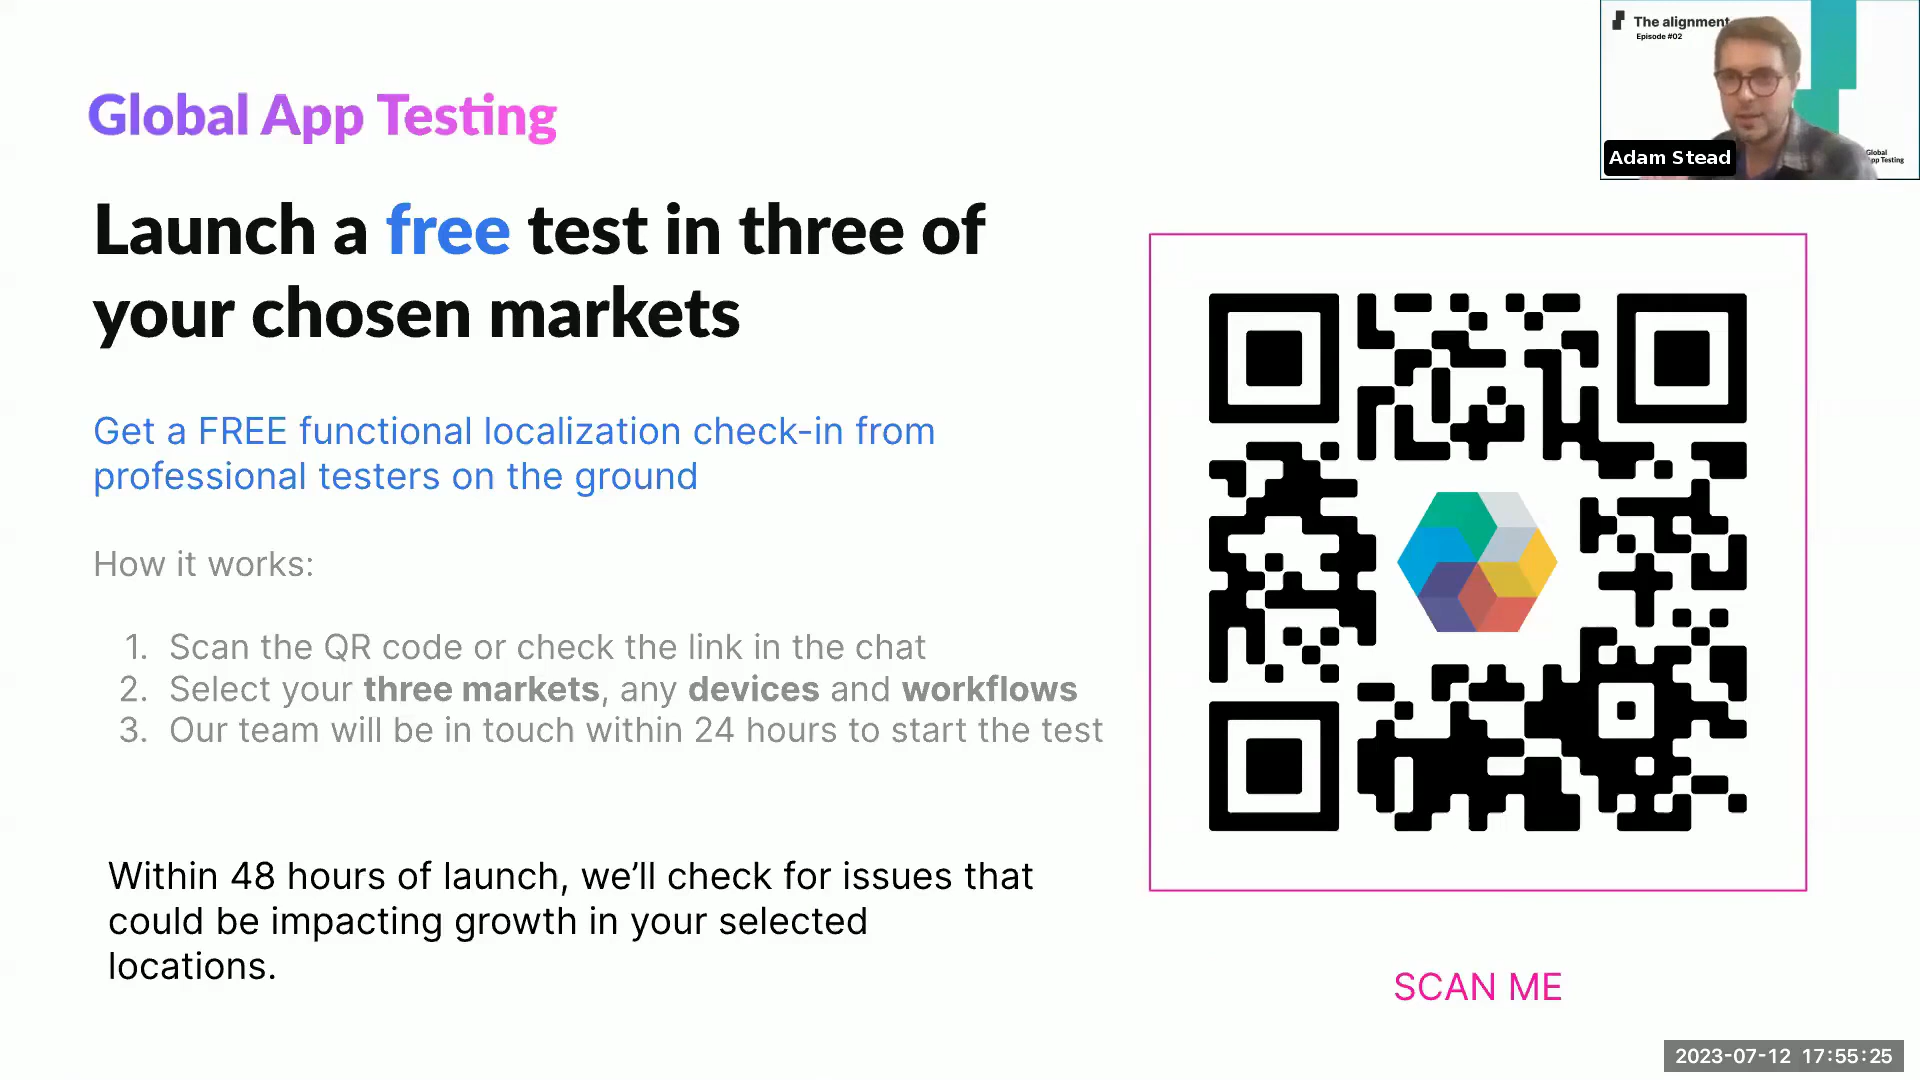 The alignment
Episode #02
Global App Testing
Adam Stead
Global
App Testing
Launch a free test in three of
your chosen markets
Get a FREE functional localization check-in from
professional testers on the ground
How it works:
1. Scan the QR code or check the link in the chat
2. Select your three markets, any devices and workflows
3. Our team will be in touch within 24 hours to start the test
Within 48 hours of launch, we’ll check for issues that
could be impacting growth in your selected
locations.
SCAN ME
2023-07-12 17:55:25